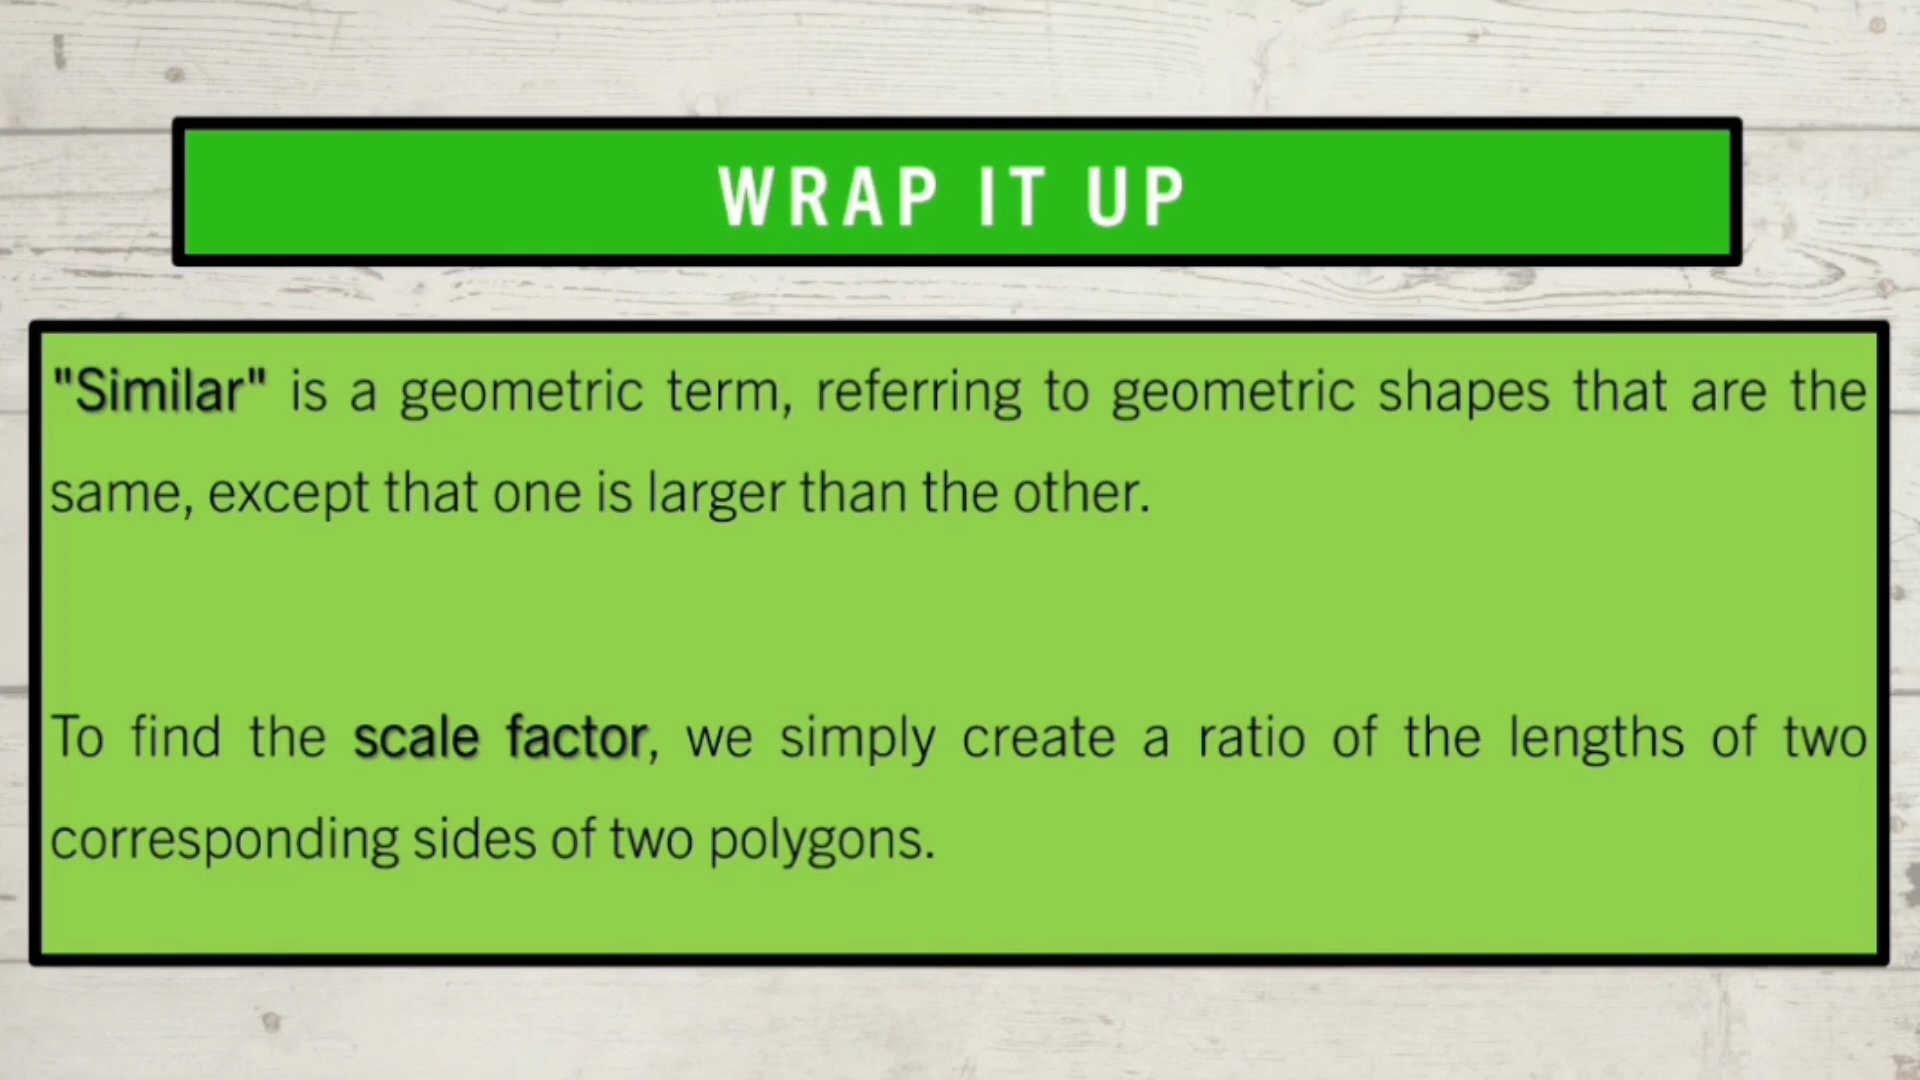 WRAP IT UP
"Similar" is a geometric term, referring to geometric shapes that are the
same, except that one is larger than the other.
To find the scale factor, we simply create a ratio of the lengths of two
corresponding sides of two polygons.